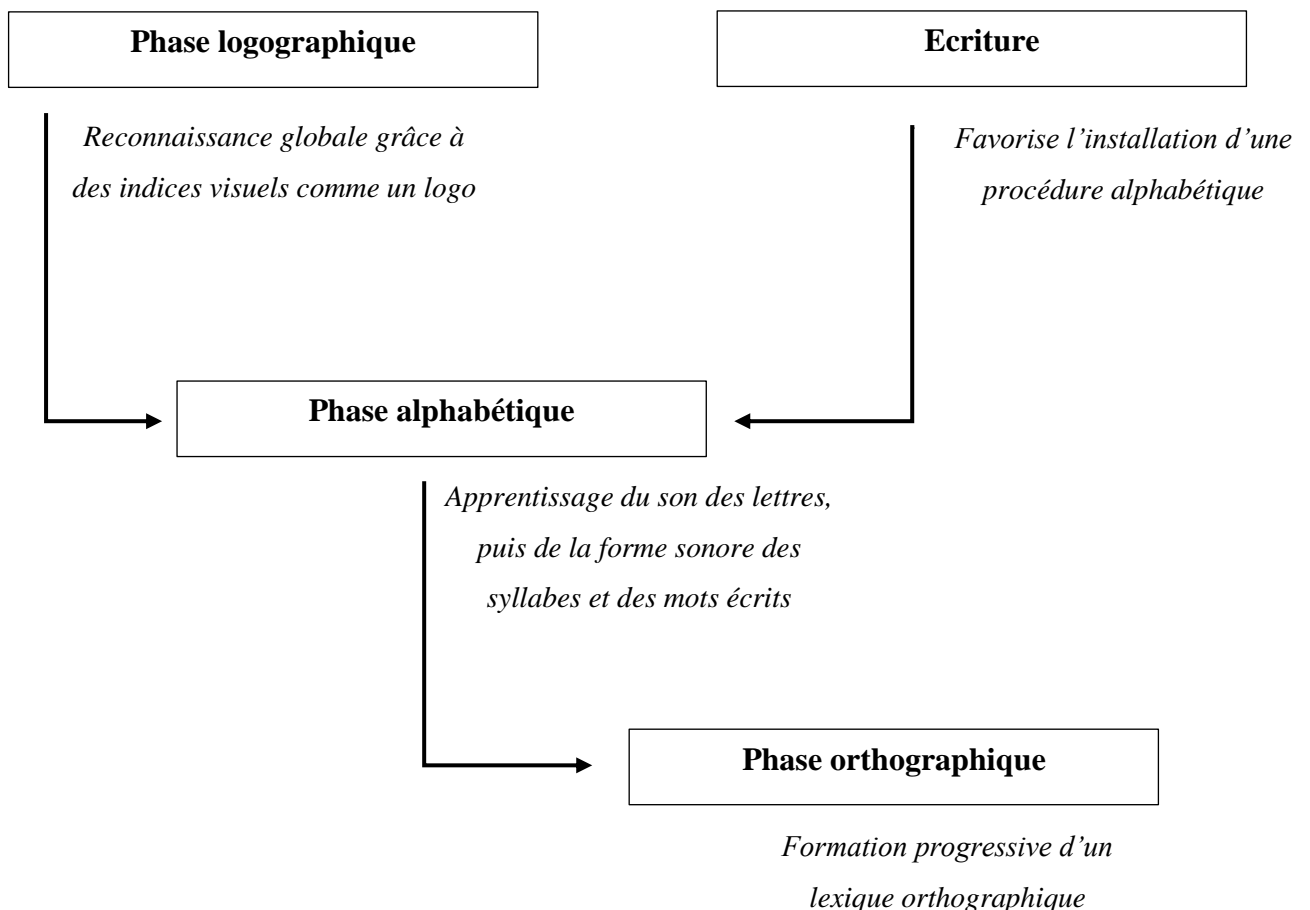 Phase logographique
Ecriture
Reconnaissance globale grâce à
des indices visuels comme un logo
Favorise l’installation d’une
procédure alphabétique
Phase alphabétique
Apprentissage du son des lettres,
puis de la forme sonore des
syllabes et des mots écrits
Phase orthographique
Formation progressive d’un
lexique orthographique